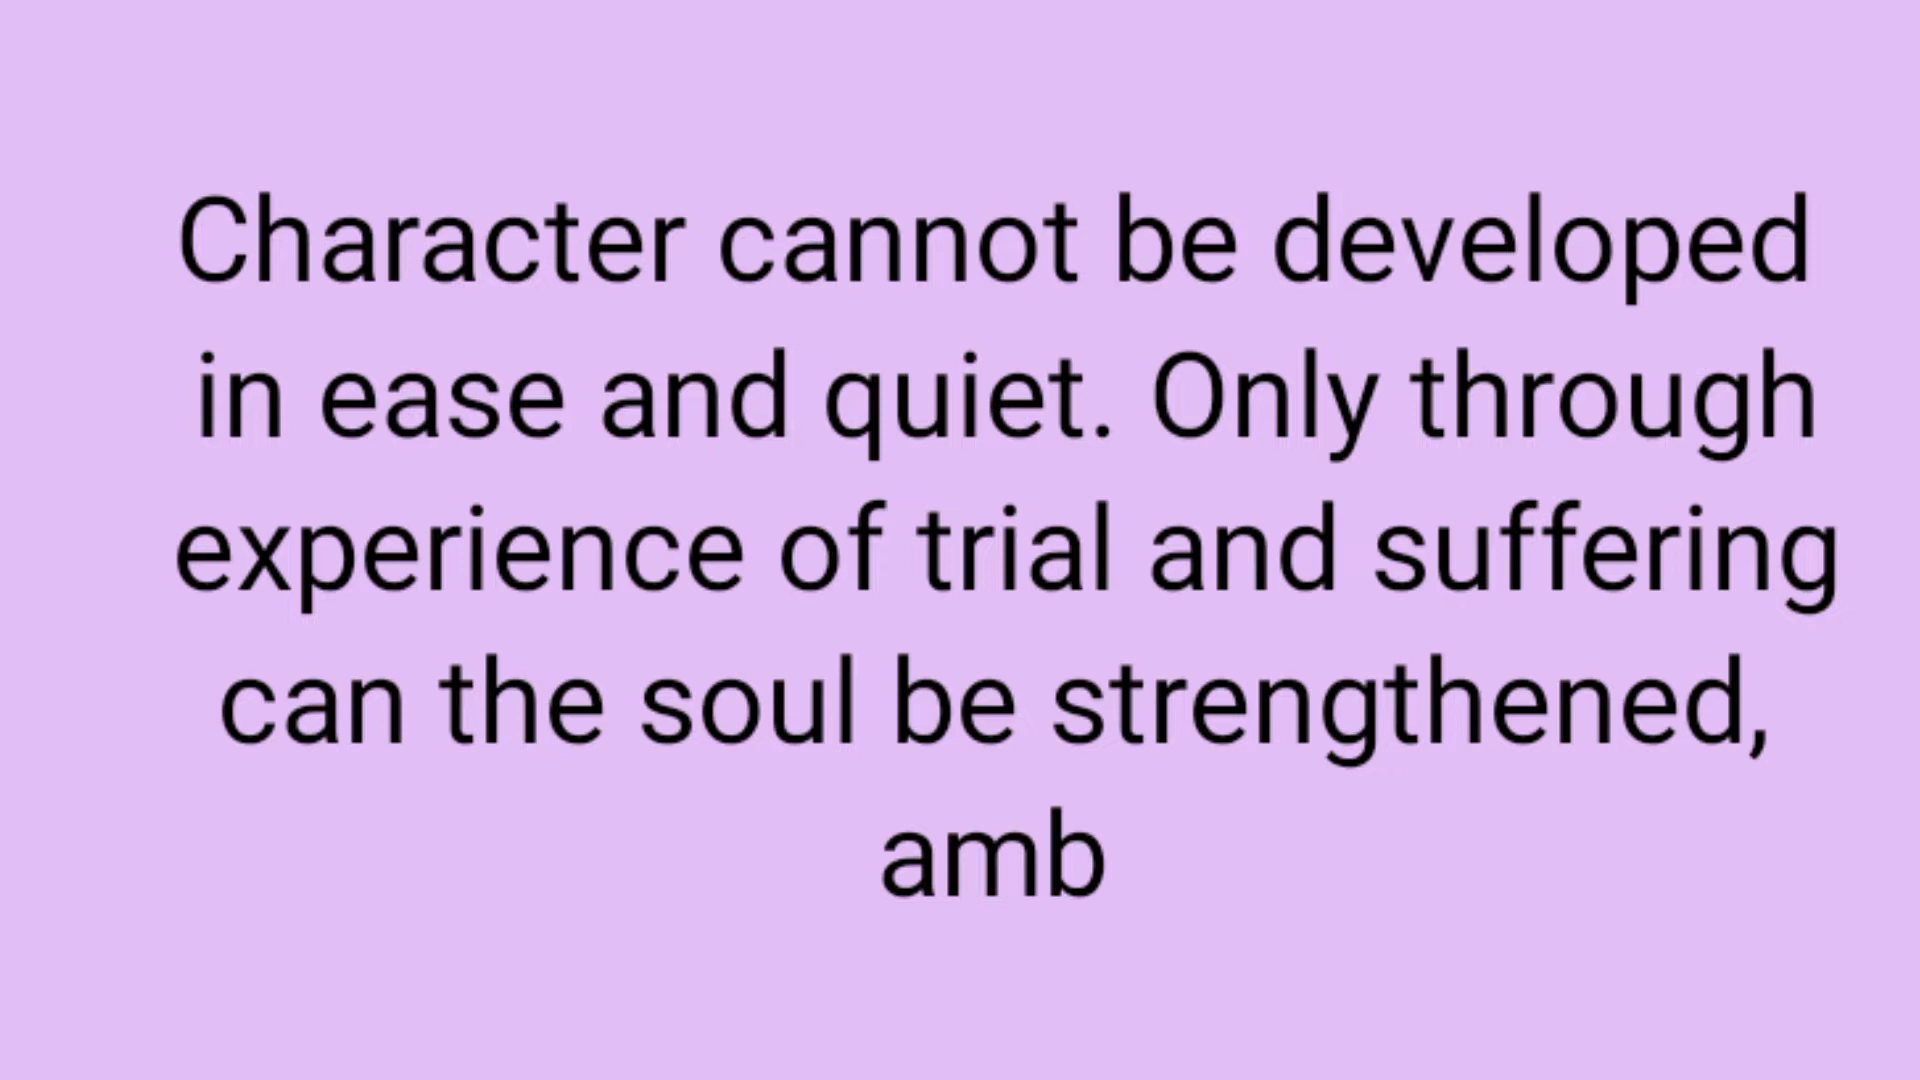 Character cannot be developed
in ease and quiet. Only through
experience of trial and suffering
can the soul be strengthened,
amb